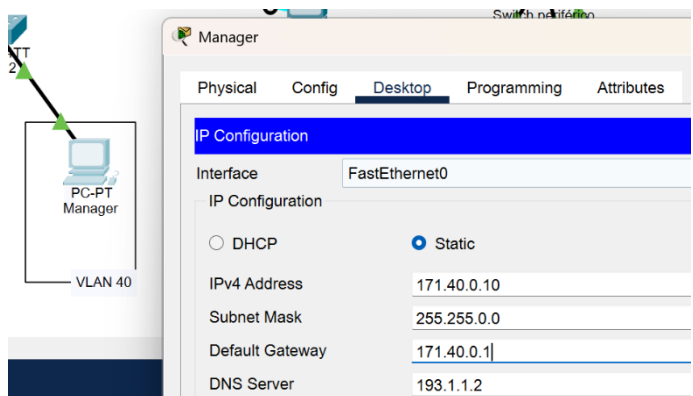 Switch periférico
TT
2
Manager
Physical Config Desktop Programming Attributes
IP Configuration
Interface FastEthernet0
IP Configuration
DHCP Static
IPv4 Address 171.40.0.10
Subnet Mask 255.255.0.0
Default Gateway 171.40.0.1
DNS Server 193.1.1.2
PC-PT
Manager
VLAN 40